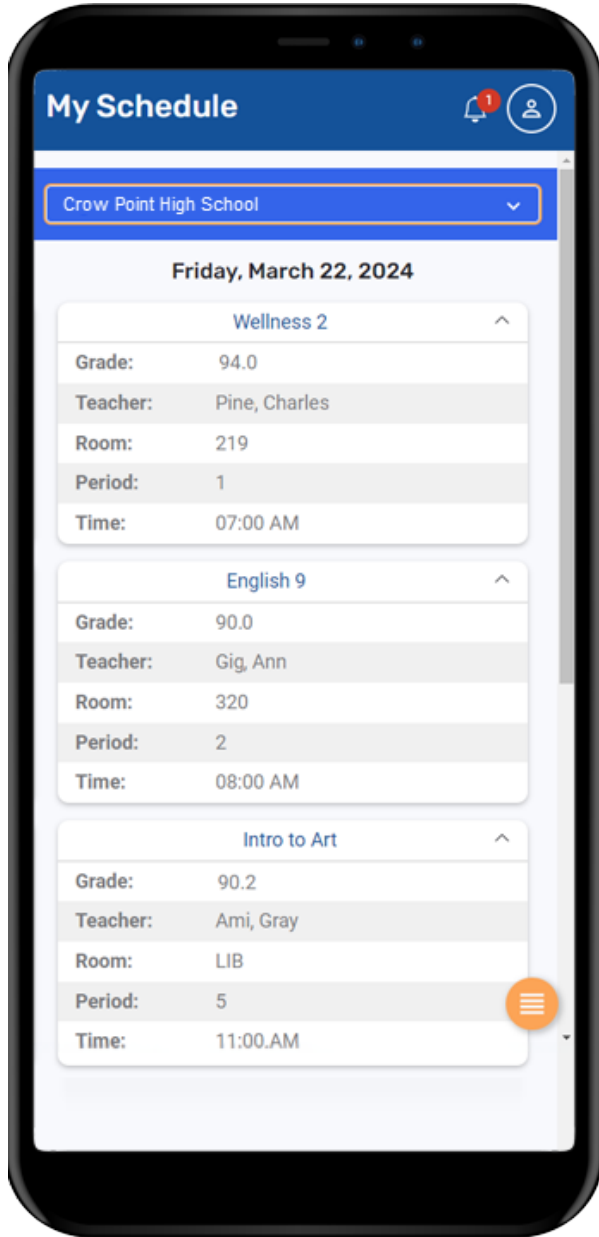 My Schedule
1
Crow Point High School
Friday, March 22, 2024
Wellness 2
Grade: 94.0
Teacher: Pine, Charles
Room: 219
Period: 1
Time: 07:00 AM
English 9
Grade: 90.0
Teacher: Gig, Ann
Room: 320
Period: 2
Time: 08:00 AM
Intro to Art
Grade: 90.2
Teacher: Ami, Gray
Room: LIB
Period: 5
Time: 11:00.AM